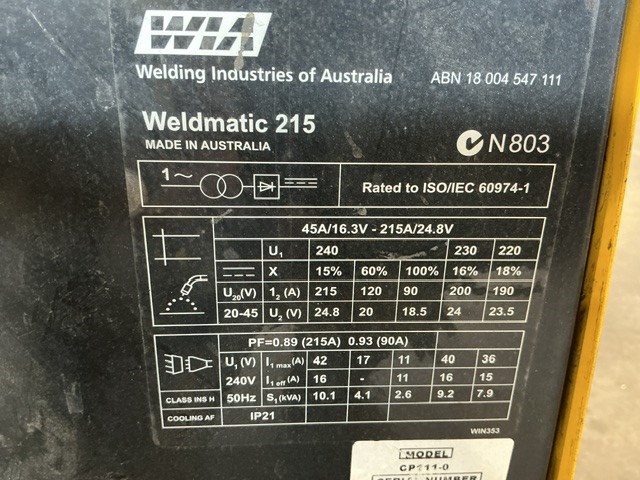 WIA
Welding Industries of Australia ABN 18 004 547 111
Weldmatic 215
MADE IN AUSTRALIA N803
1~ Rated to ISO/IEC 60974-1
45A/16.3V - 215A/24.8V
U1 240 230 220
X 15% 60% 100% 16% 18%
U20(V) 12 (A) 215 120 90 200 190
20-45 U2 (V) 24.8 20 18.5 24 23.5
PF=0.89 (215A) 0.93 (90A)
U1 (V) I1 max(A) 42 17 11 40 36
240V I1 eff (A) 16 - 11 16 15
CLASS INS H 50Hz S1(kVA) 10.1 4.1 2.6 9.2 7.9
COOLING AF IP21
WIN353
MODEL
CP111-0
SERIAL NUMBER